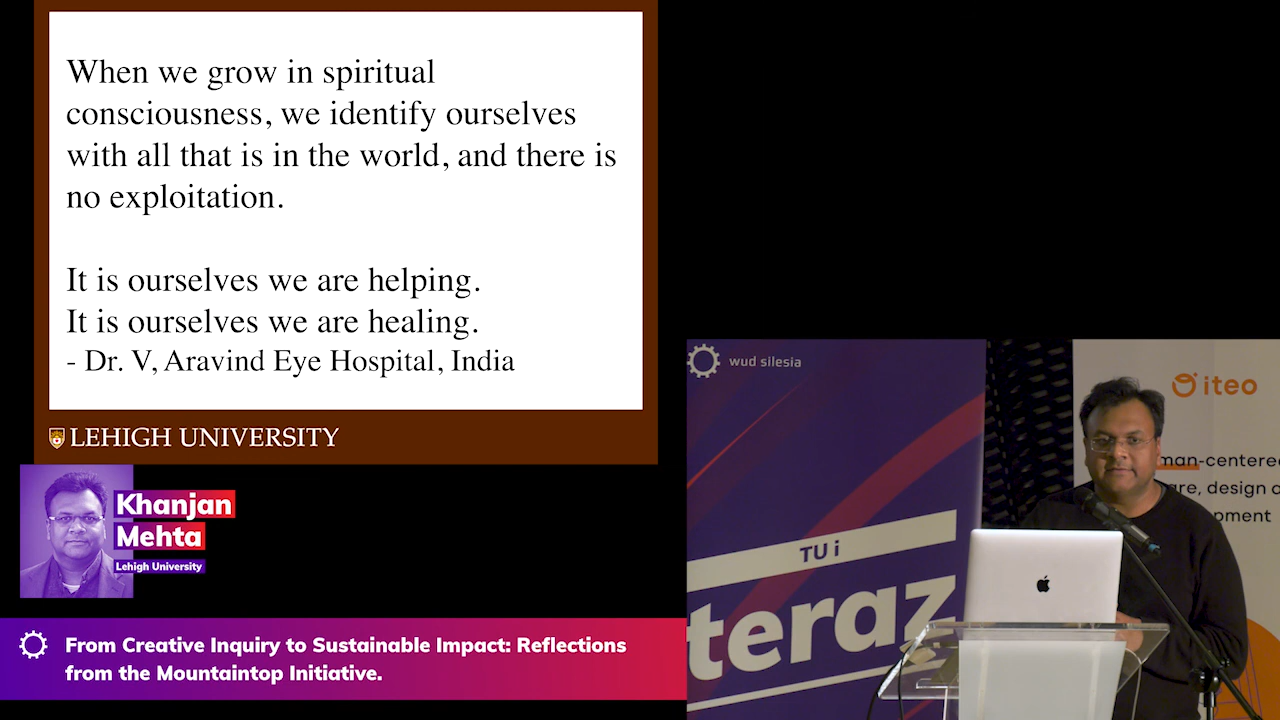 When we grow in spiritual
consciousness, we identify ourselves
with all that is in the world, and there is
no exploitation.
It is ourselves we are helping.
It is ourselves we are healing.
- Dr. V, Aravind Eye Hospital, India
LEHIGH UNIVERSITY
Khanjan
Mehta
Lehigh University
From Creative Inquiry to Sustainable Impact: Reflections
from the Mountaintop Initiative.
wud silesia
TU i
teraz
iteo
man-centere
are, design a
opment